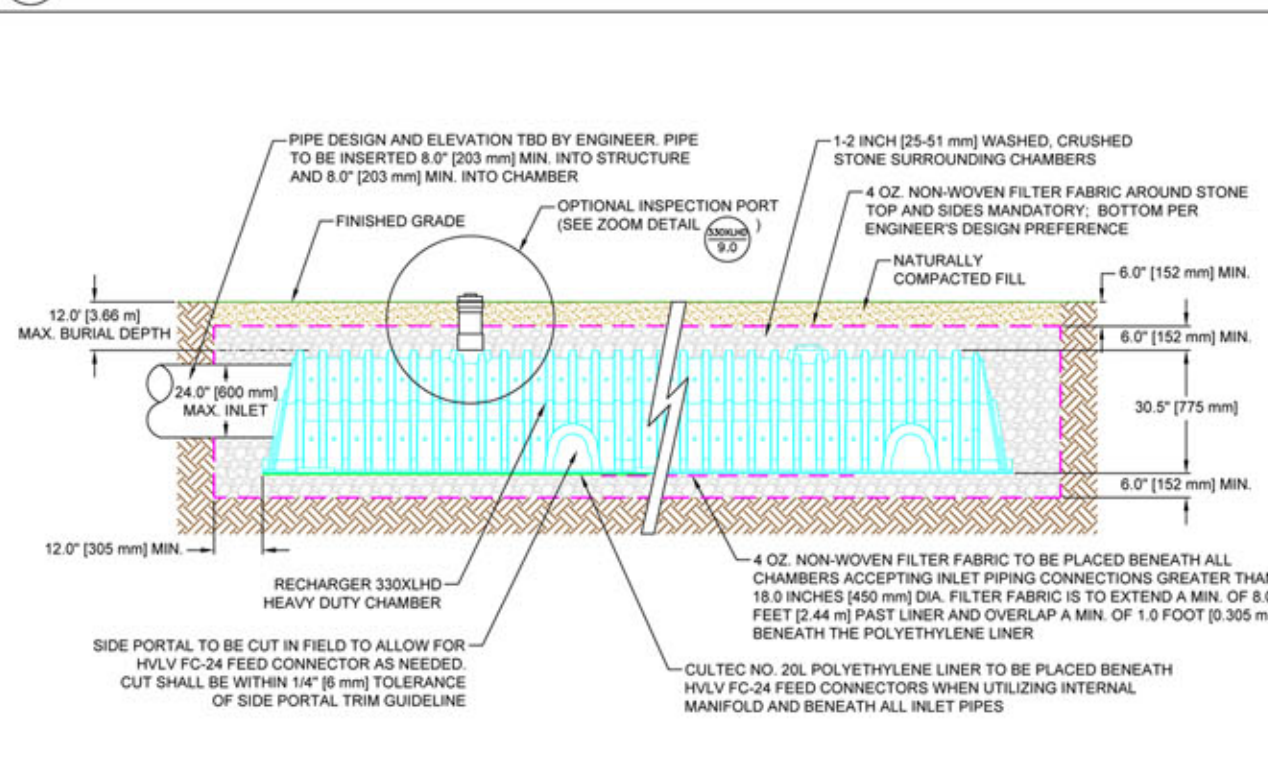 PIPE DESIGN AND ELEVATION TBD BY ENGINEER. PIPE
TO BE INSERTED 8.0" [203 mm] MIN. INTO STRUCTURE
AND 8.0" [203 mm] MIN. INTO CHAMBER
1-2 INCH [25-51 mm] WASHED, CRUSHED
STONE SURROUNDING CHAMBERS
4 OZ. NON-WOVEN FILTER FABRIC AROUND STONE
TOP AND SIDES MANDATORY; BOTTOM PER
ENGINEER'S DESIGN PREFERENCE
OPTIONAL INSPECTION PORT
(SEE ZOOM DETAIL 330XLHD )
9.0
FINISHED GRADE
NATURALLY
COMPACTED FILL
6.0" [152 mm] MIN.
12.0' [3.66 m]
MAX. BURIAL DEPTH
6.0" [152 mm] MIN.
24.0" [600 mm]
MAX. INLET
30.5" [775 mm]
6.0" [152 mm] MIN.
12.0" [305 mm] MIN.
RECHARGER 330XLHD
HEAVY DUTY CHAMBER
4 OZ. NON-WOVEN FILTER FABRIC TO BE PLACED BENEATH ALL
CHAMBERS ACCEPTING INLET PIPING CONNECTIONS GREATER THA
18.0 INCHES [450 mm] DIA. FILTER FABRIC IS TO EXTEND A MIN. OF 8.0
FEET [2.44 m] PAST LINER AND OVERLAP A MIN. OF 1.0 FOOT [0.305 m
BENEATH THE POLYETHYLENE LINER
SIDE PORTAL TO BE CUT IN FIELD TO ALLOW FOR
HVLV FC-24 FEED CONNECTOR AS NEEDED.
CUT SHALL BE WITHIN 1/4" [6 mm] TOLERANCE
OF SIDE PORTAL TRIM GUIDELINE
CULTEC NO. 20L POLYETHYLENE LINER TO BE PLACED BENEATH
HVLV FC-24 FEED CONNECTORS WHEN UTILIZING INTERNAL
MANIFOLD AND BENEATH ALL INLET PIPES